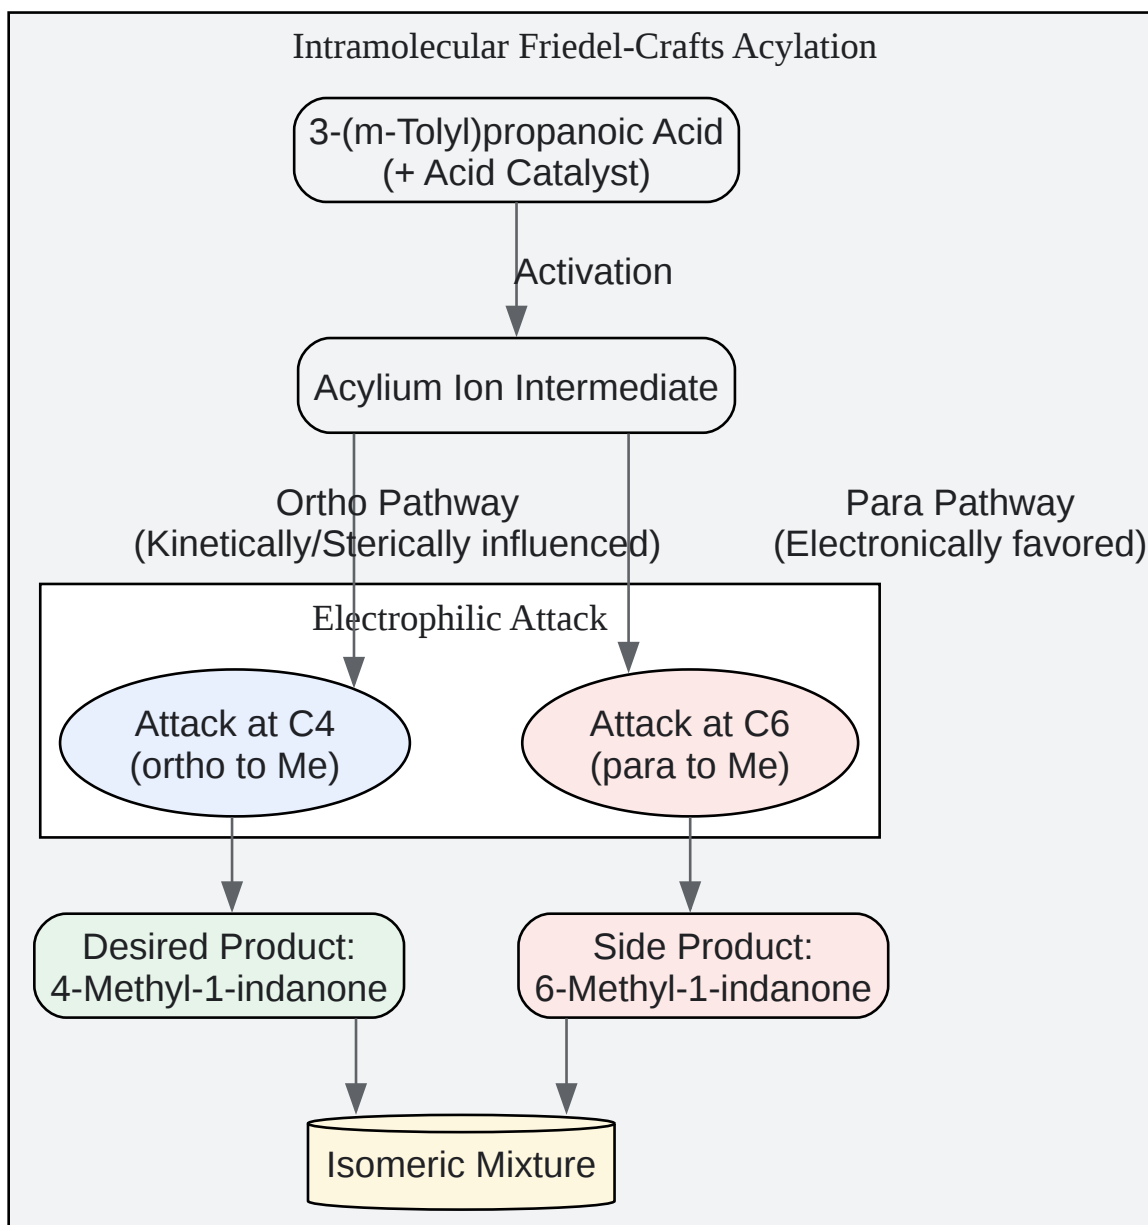 Intramolecular Friedel-Crafts Acylation
3-(m-Tolyl)propanoic Acid
(+ Acid Catalyst)
Activation
Acylium Ion Intermediate
Ortho Pathway
(Kinetically/Sterically influenced)
Para Pathway
(Electronically favored)
Electrophilic Attack
Attack at C4
(ortho to Me)
Attack at C6
(para to Me)
Desired Product:
4-Methyl-1-indanone
Side Product:
6-Methyl-1-indanone
Isomeric Mixture